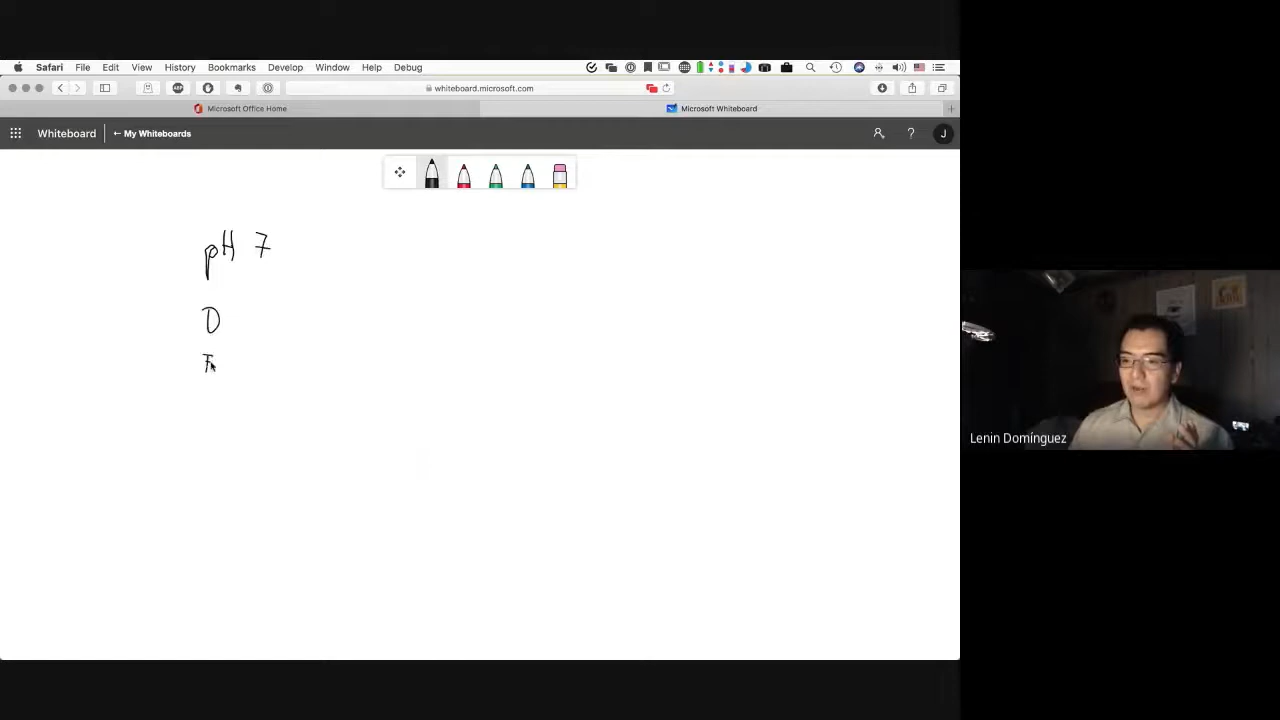 Safari File Edit View History Bookmarks Develop Window Help Debug
whiteboard.microsoft.com
Microsoft Office Home Microsoft Whiteboard
Whiteboard ← My Whiteboards ? J
pH 7
D
Lenin Domínguez